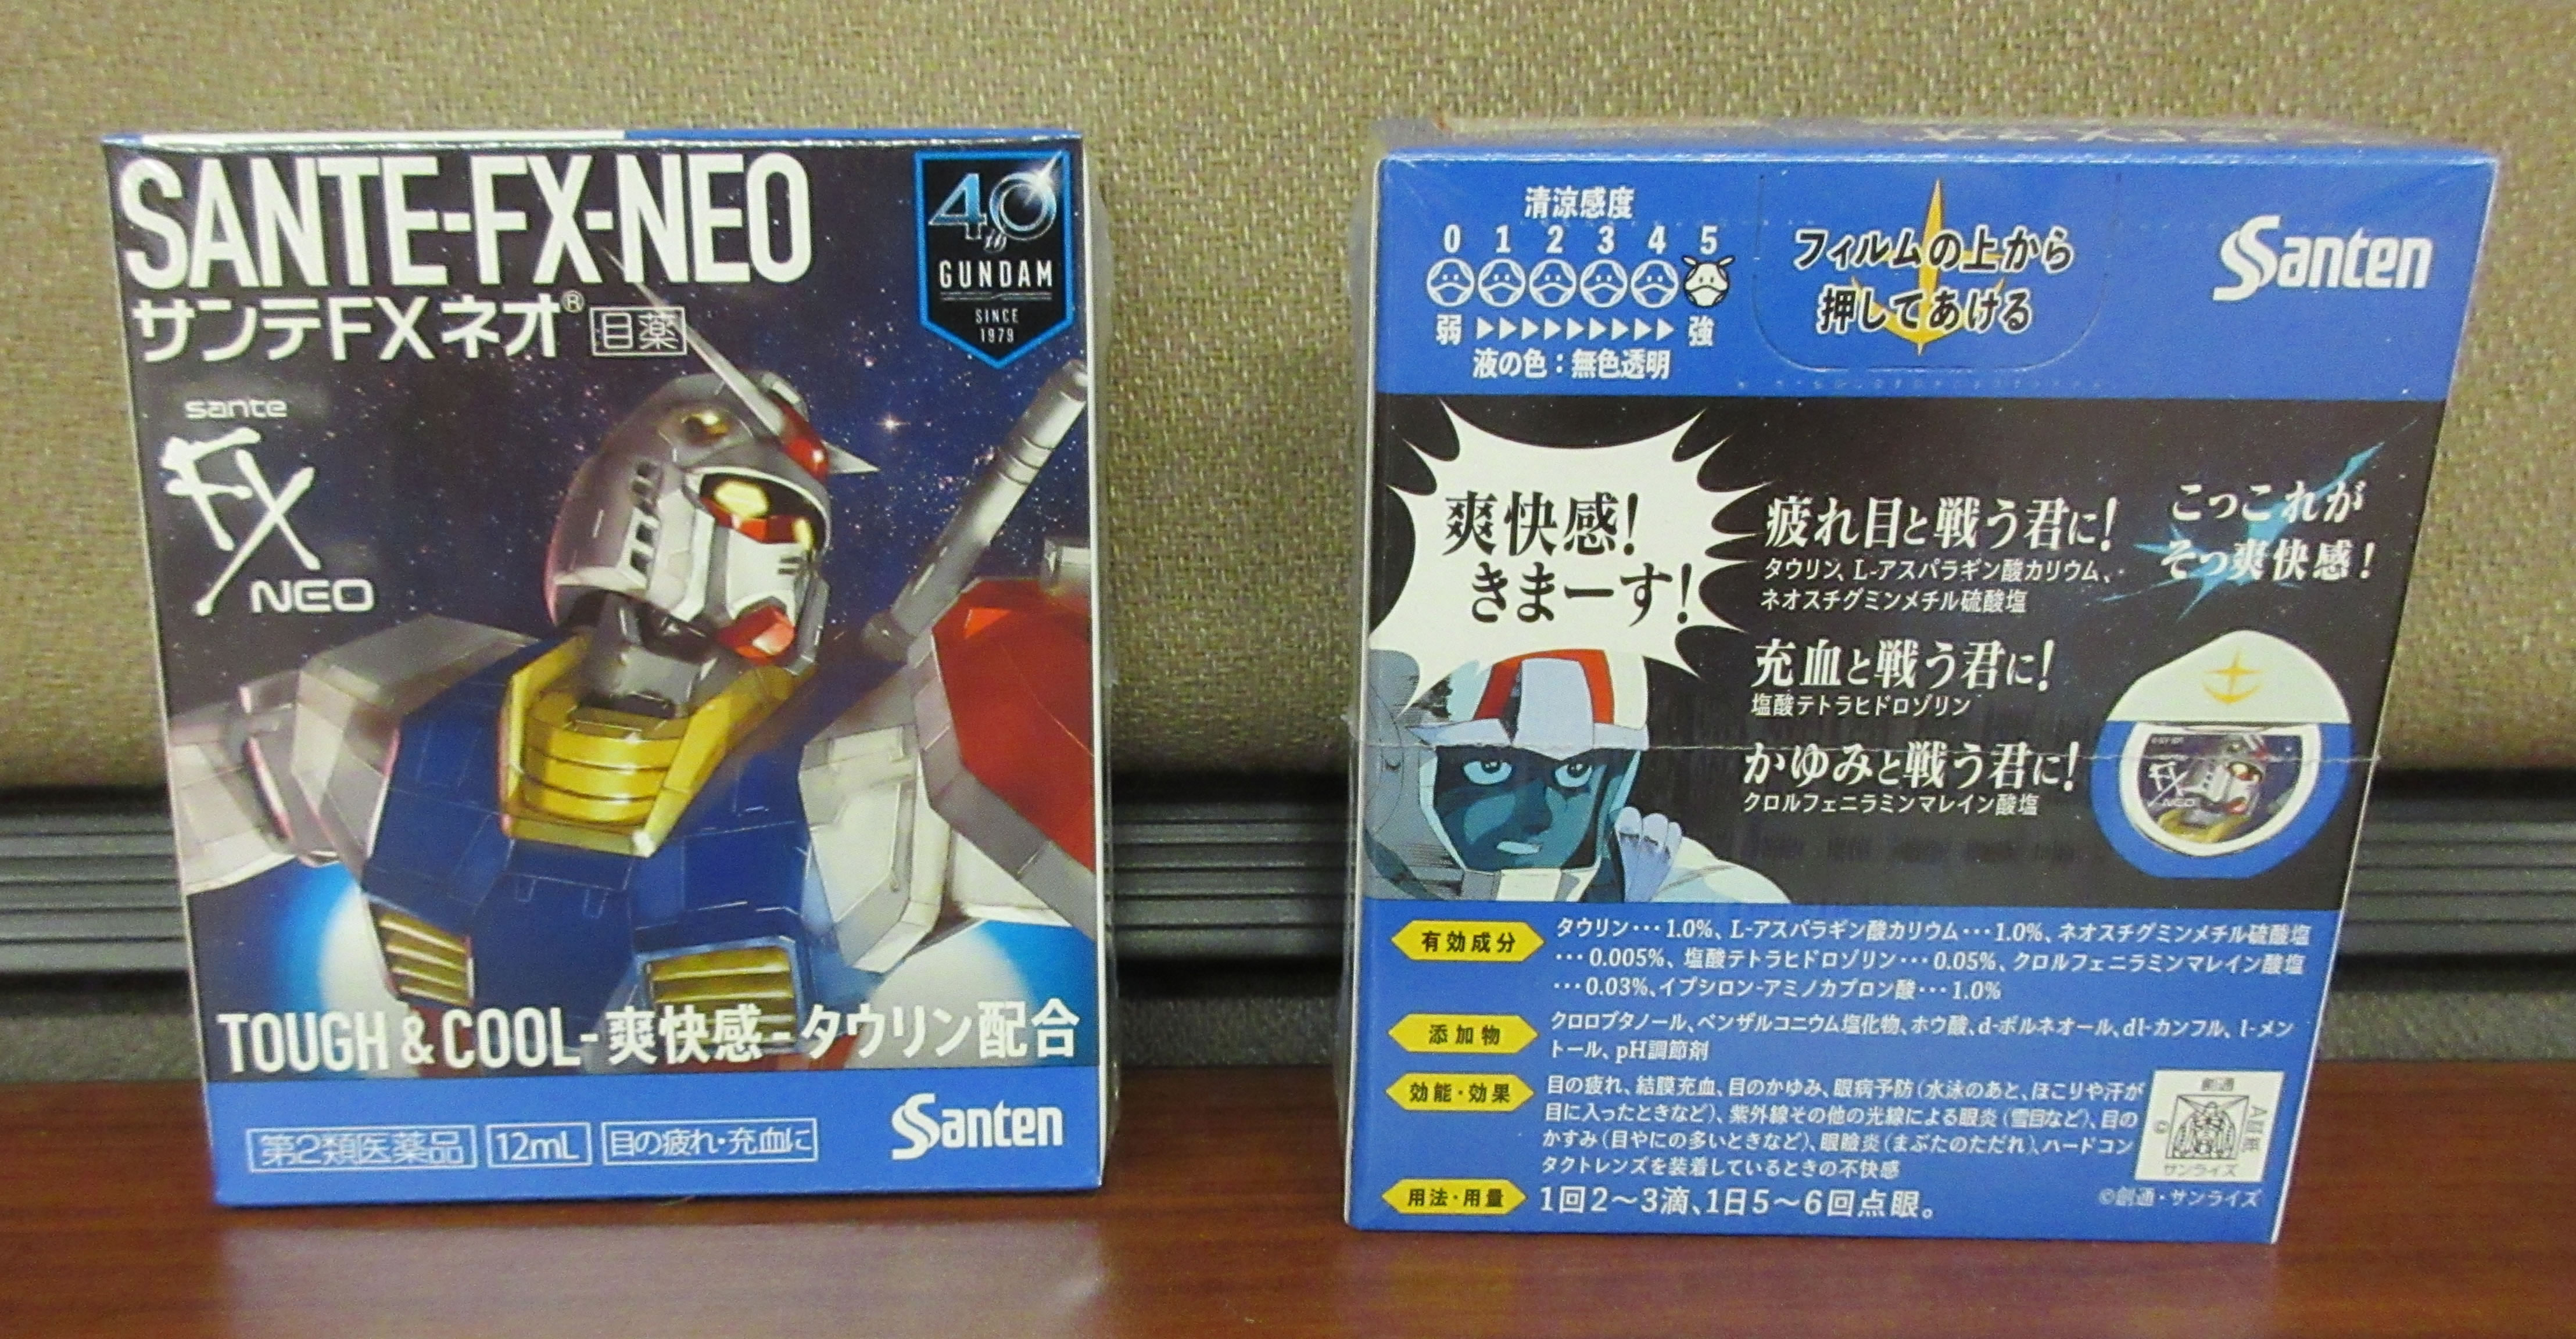 SANTE-FX-NEO
サンテFXネオ® 目薬
40th
GUNDAM
SINCE
1979
sante
FX
NEO
TOUGH & COOL-爽快感-タウリン配合
第2類医薬品 12mL 目の疲れ・充血に
Santen
清涼感度
0 1 2 3 4 5
弱 ▶▶▶▶▶▶▶▶▶ 強
液の色：無色透明
フィルムの上から
押してあける
Santen
爽快感!
きまーす!
疲れ目と戦う君に!
タウリン、L-アスパラギン酸カリウム、
ネオスチグミンメチル硫酸塩
充血と戦う君に!
塩酸テトラヒドロゾリン
かゆみと戦う君に!
クロルフェニラミンマレイン酸塩
こっこれが
そっ爽快感!
FX
NEO
有効成分
タウリン…1.0%、L-アスパラギン酸カリウム…1.0%、ネオスチグミンメチル硫酸塩
…0.005%、塩酸テトラヒドロゾリン…0.05%、クロルフェニラミンマレイン酸塩
…0.03%、イプシロン-アミノカプロン酸…1.0%
添加物
クロロブタノール、ベンザルコニウム塩化物、ホウ酸、d-ボルネオール、dl-カンフル、l-メン
トール、pH調節剤
効能・効果
目の疲れ、結膜充血、目のかゆみ、眼病予防（水泳のあと、ほこりや汗が
目に入ったときなど）、紫外線その他の光線による眼炎（雪目など）、目の
かすみ（目やにの多いときなど）、眼瞼炎（まぶたのただれ）、ハードコン
タクトレンズを装着しているときの不快感
用法・用量
1回2～3滴、1日5～6回点眼。
創通
©
サンライズ
©創通・サンライズ